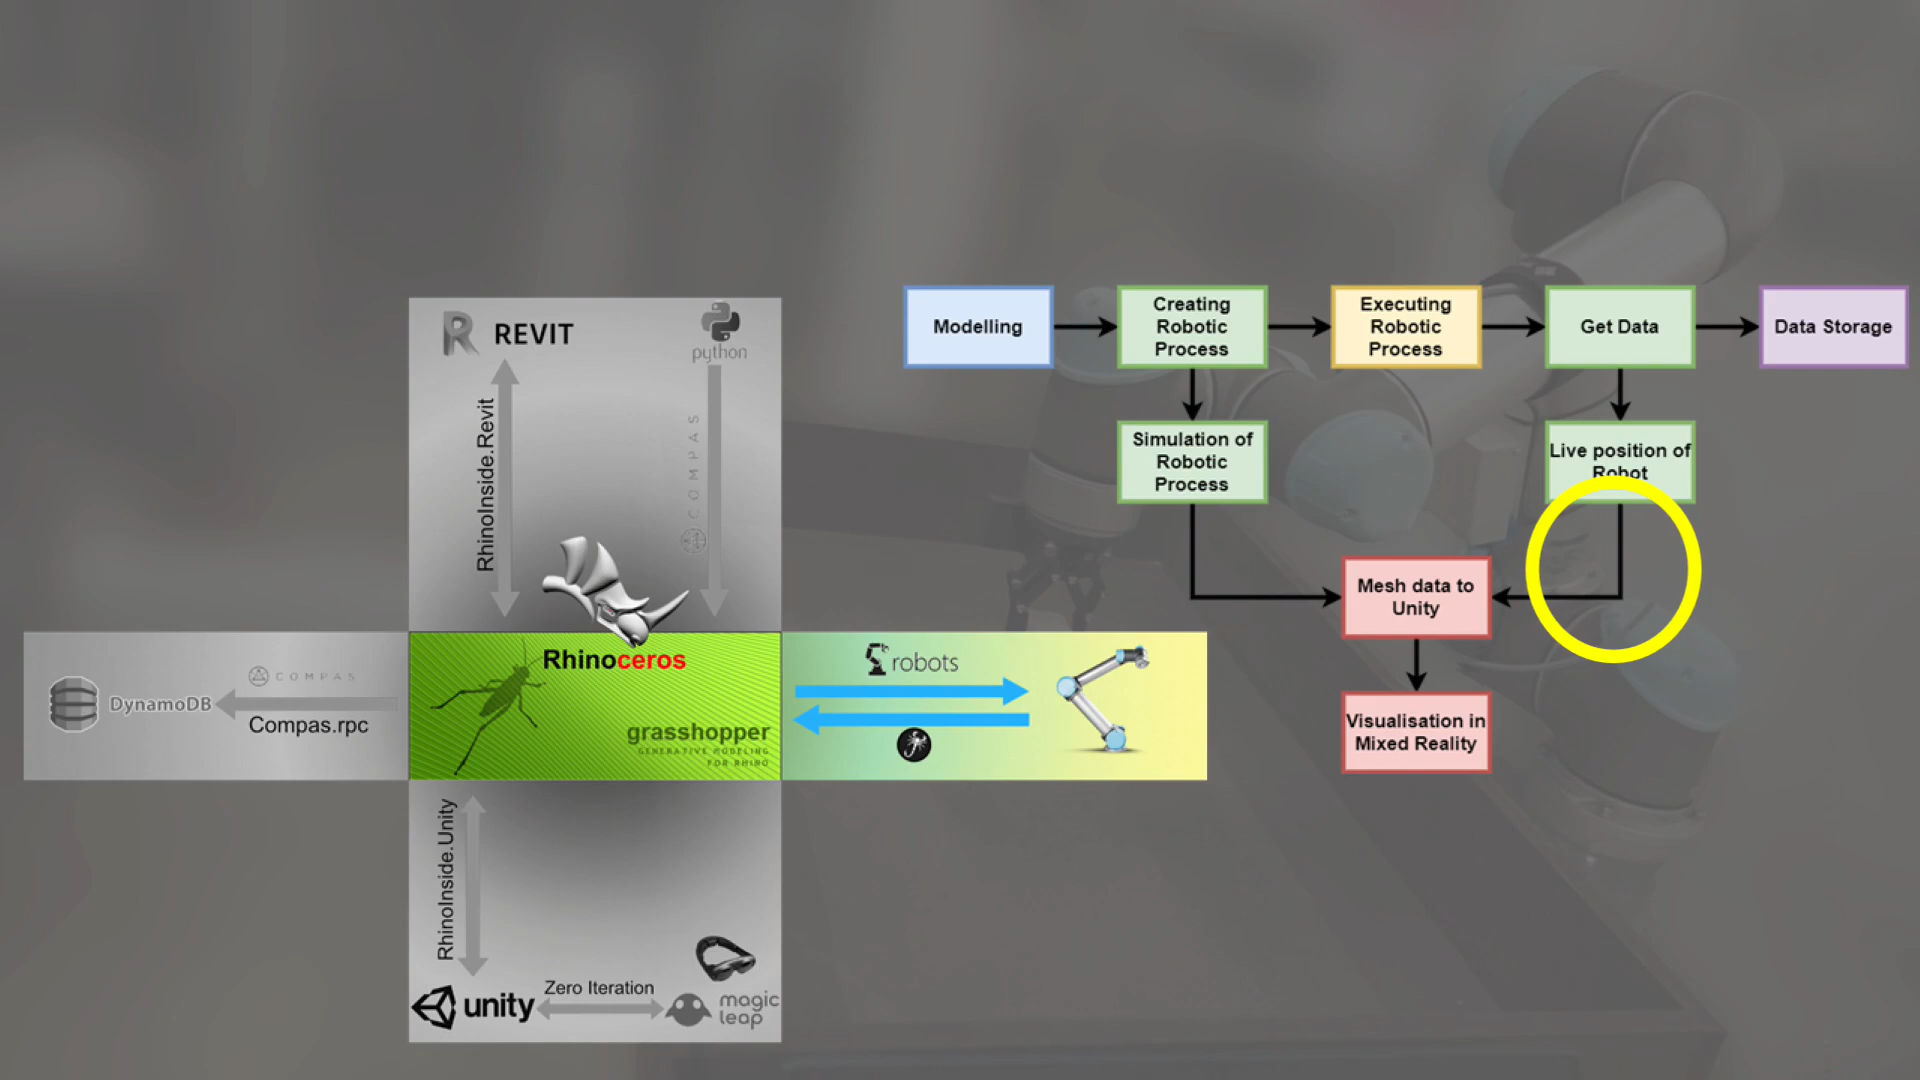 REVIT
python
RhinoInside.Revit
COMPAS
Rhinoceros
grasshopper
GENERATIVE MODELING
FOR RHINO
DynamoDB
COMPAS
Compas.rpc
robots
RhinoInside.Unity
unity
Zero Iteration
magic
leap
Modelling
Creating
Robotic
Process
Executing
Robotic
Process
Get Data
Data Storage
Simulation of
Robotic
Process
Live position of
Robot
Mesh data to
Unity
Visualisation in
Mixed Reality